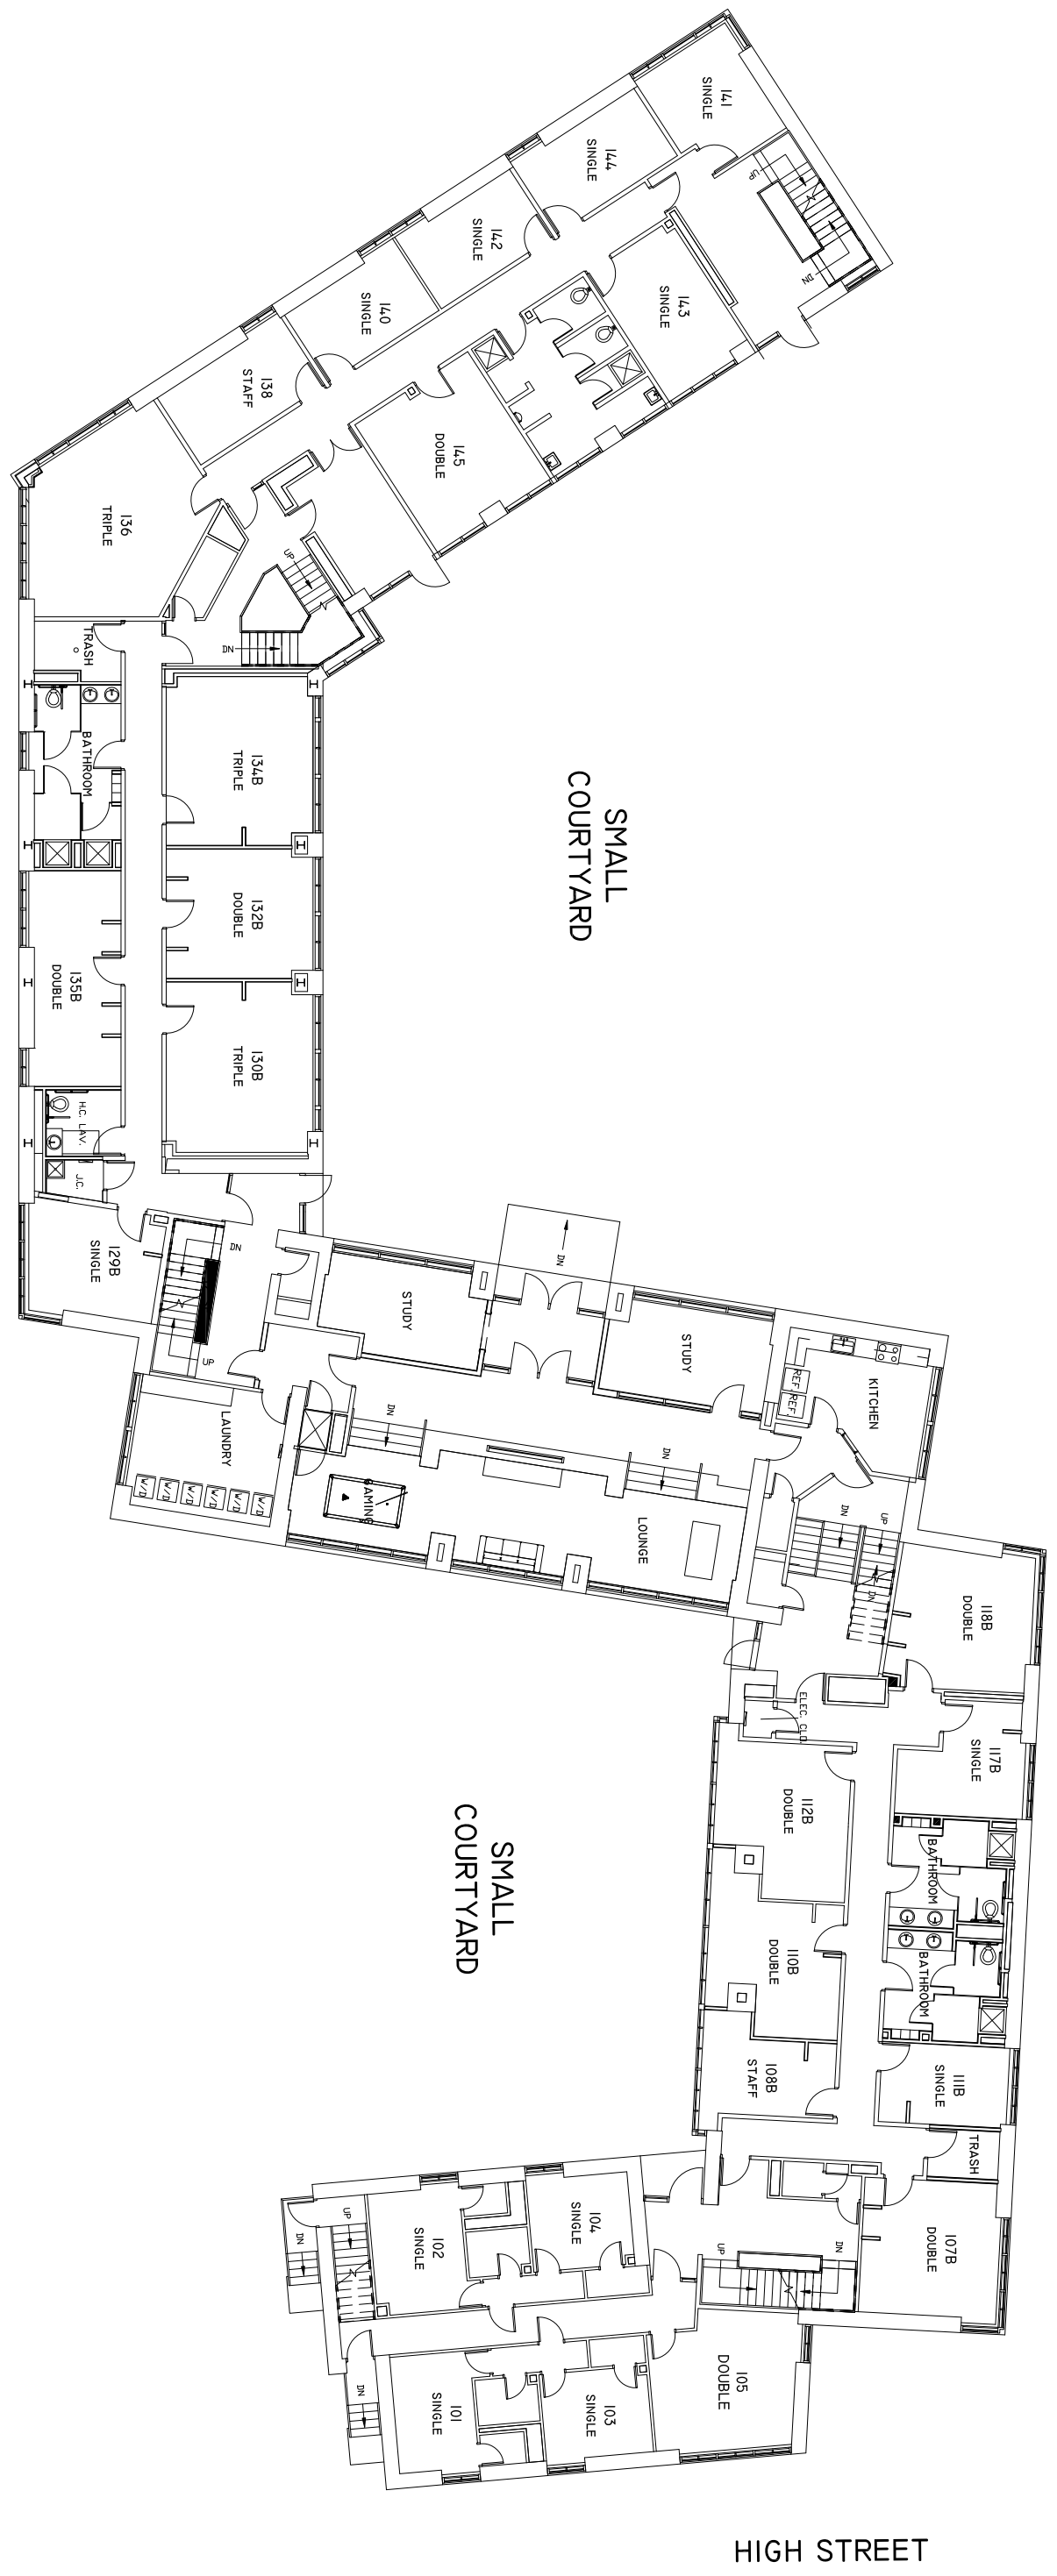 141
SINGLE
UP
DN
144
SINGLE
142
SINGLE
143
SINGLE
140
SINGLE
138
STAFF
145
DOUBLE
136
TRIPLE
UP
DN
TRASH
BATHROOM
134B
TRIPLE
SMALL
COURTYARD
132B
DOUBLE
135B
DOUBLE
130B
TRIPLE
H.C. LAV.
J.C.
129B
SINGLE
DN
UP
DN
STUDY
STUDY
KITCHEN
REF.
REF.
LAUNDRY
W/D
W/D
W/D
W/D
W/D
W/D
DN
DN
GAMING
LOUNGE
DN
UP
DN
118B
DOUBLE
ELEC. CLO.
117B
SINGLE
112B
DOUBLE
BATHROOM
SMALL
COURTYARD
110B
DOUBLE
BATHROOM
108B
STAFF
111B
SINGLE
TRASH
107B
DOUBLE
UP
DN
104
SINGLE
102
SINGLE
UP
DN
DN
105
DOUBLE
103
SINGLE
101
SINGLE
HIGH STREET